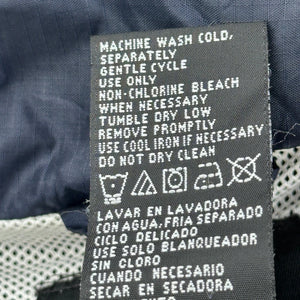 MACHINE WASH COLD,
SEPARATELY
GENTLE CYCLE
USE ONLY
NON-CHLORINE BLEACH
WHEN NECESSARY
TUMBLE DRY LOW
REMOVE PROMPTLY
USE COOL IRON IF NECESSARY
DO NOT DRY CLEAN
LAVAR EN LAVADORA
CON AGUA, FRIA SEPARADO
CICLO DELICADO
USE SOLO BLANQUEADOR
SIN CLORO
CUANDO NECESARIO
SECAR EN SECADORA